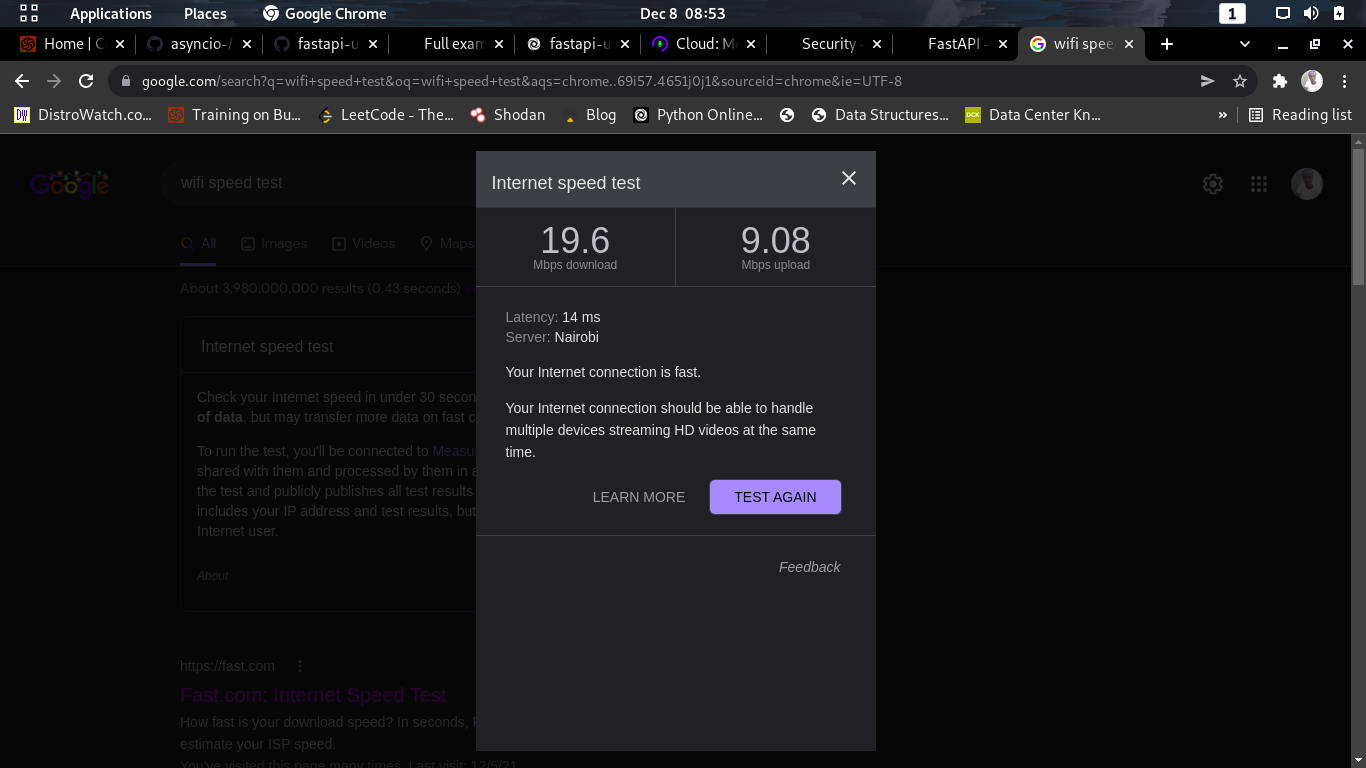 Applications Places Google Chrome Dec 8 08:53 1
Home | C asyncio-/ fastapi-u Full exam fastapi-u Cloud: M Security - FastAPI - wifi spee
google.com/search?q=wifi+speed+test&oq=wifi+speed+test&aqs=chrome..69i57.4651j0j1&sourceid=chrome&ie=UTF-8
DistroWatch.co... Training on Bu... LeetCode - The... Shodan Blog Python Online... Data Structures... DCK Data Center Kn... » Reading list
Google wifi speed test
All Images Videos Maps
About 3,980,000,000 results (0.43 seconds)
Internet speed test
Check your Internet speed in under 30 secon
of data, but may transfer more data on fast c
To run the test, you'll be connected to Measu
shared with them and processed by them in a
the test and publicly publishes all test results
includes your IP address and test results, but
Internet user.
About
https://fast.com
Fast.com: Internet Speed Test
How fast is your download speed? In seconds, F
estimate your ISP speed.
You've visited this page many times. Last visit: 12/5/21
Internet speed test
19.6 9.08
Mbps download Mbps upload
Latency: 14 ms
Server: Nairobi
Your Internet connection is fast.
Your Internet connection should be able to handle
multiple devices streaming HD videos at the same
time.
LEARN MORE TEST AGAIN
Feedback